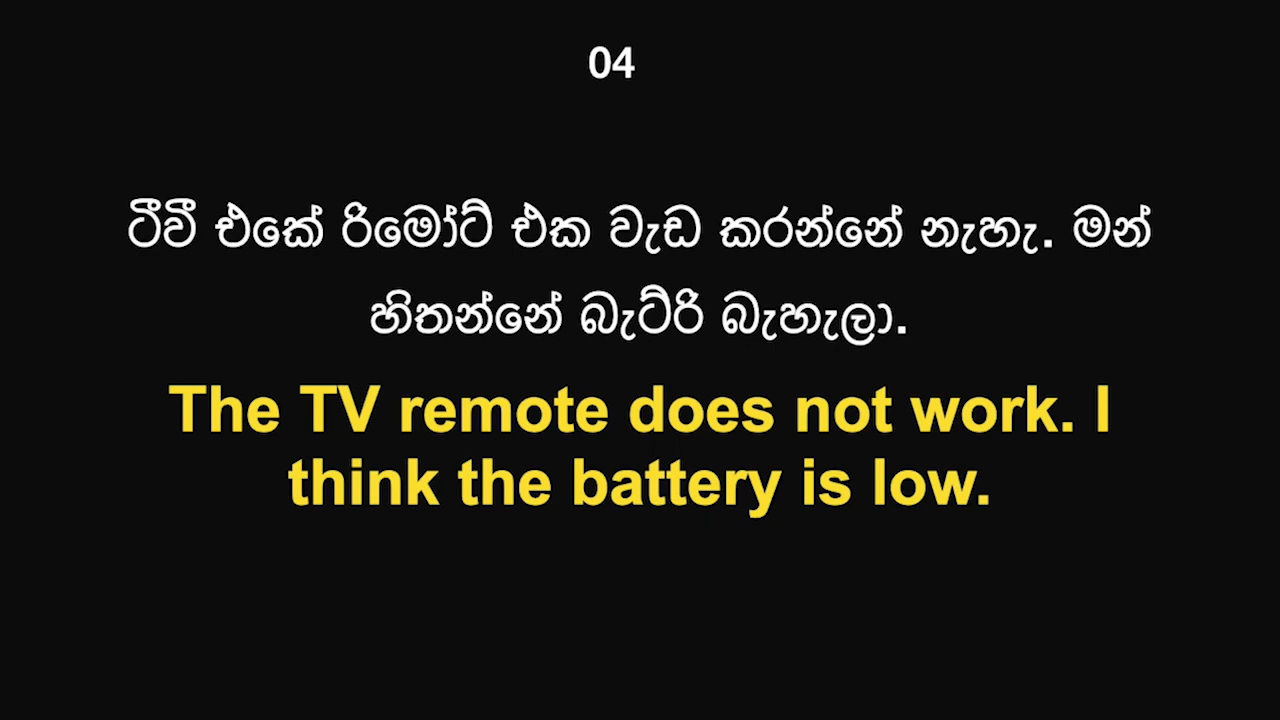 04
ටීවී එකේ රිමෝට් එක වැඩ කරන්නේ නැහැ. මන්
හිතන්නේ බැට්රි බැහැලා.
The TV remote does not work. I
think the battery is low.